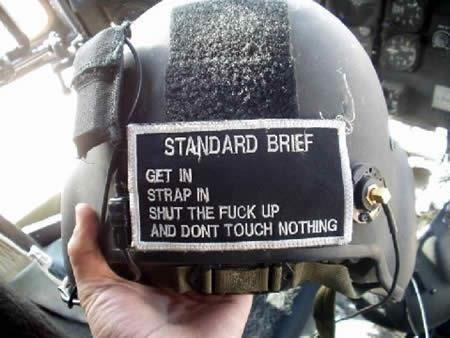 STANDARD BRIEF
GET IN
STRAP IN
SHUT THE FUCK UP
AND DONT TOUCH NOTHING